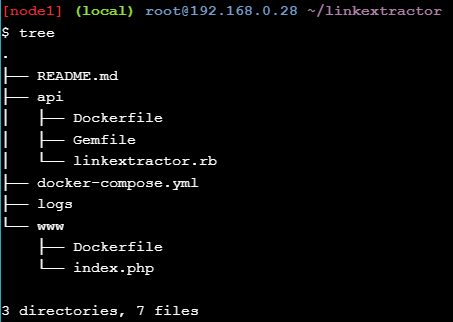 [node1] (local) root@192.168.0.28 ~/linkextractor
$ tree
.
├── README.md
├── api
│   ├── Dockerfile
│   ├── Gemfile
│   └── linkextractor.rb
├── docker-compose.yml
├── logs
└── www
    ├── Dockerfile
    └── index.php

3 directories, 7 files